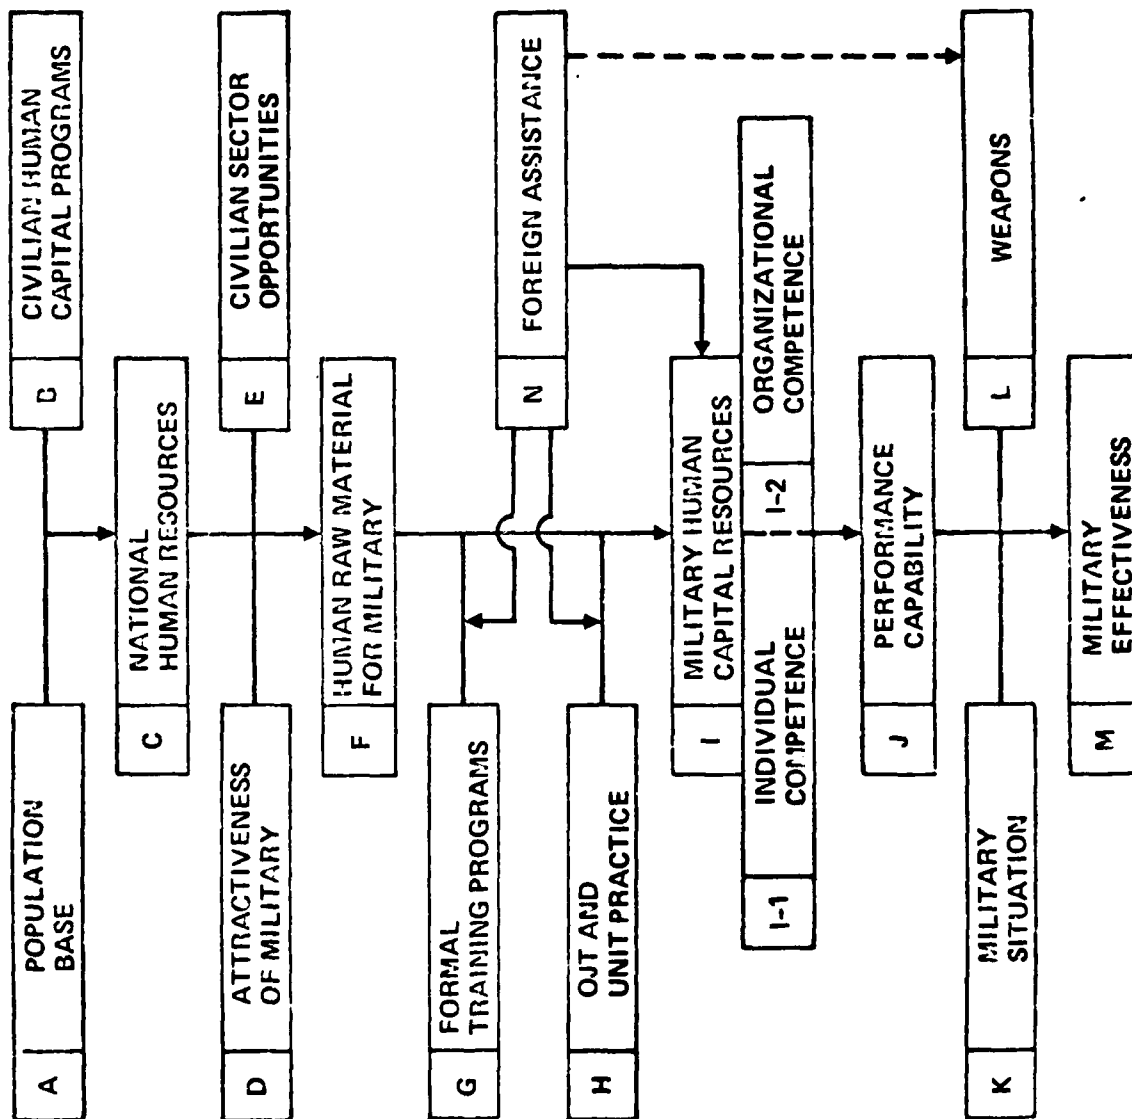 A
POPULATION
BASE
B
CIVILIAN HUMAN
CAPITAL PROGRAMS
C
NATIONAL
HUMAN RESOURCES
D
ATTRACTIVENESS
OF MILITARY
E
CIVILIAN SECTOR
OPPORTUNITIES
F
HUMAN RAW MATERIAL
FOR MILITARY
G
FORMAL
TRAINING PROGRAMS
N
FOREIGN ASSISTANCE
H
OJT AND
UNIT PRACTICE
I
MILITARY HUMAN
CAPITAL RESOURCES
I-1
INDIVIDUAL
COMPETENCE
I-2
ORGANIZATIONAL
COMPETENCE
J
PERFORMANCE
CAPABILITY
K
MILITARY
SITUATION
L
WEAPONS
M
MILITARY
EFFECTIVENESS